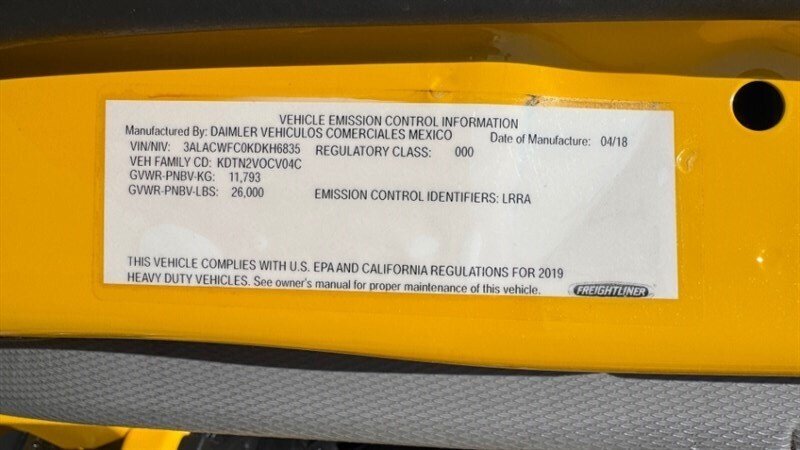 VEHICLE EMISSION CONTROL INFORMATION
Manufactured By: DAIMLER VEHICULOS COMERCIALES MEXICO Date of Manufacture: 04/18
VIN/NIV: 3ALACWFC0KDKH6835 REGULATORY CLASS: 000
VEH FAMILY CD: KDTN2VOCV04C
GVWR-PNBV-KG: 11,793
GVWR-PNBV-LBS: 26,000 EMISSION CONTROL IDENTIFIERS: LRRA
THIS VEHICLE COMPLIES WITH U.S. EPA AND CALIFORNIA REGULATIONS FOR 2019
HEAVY DUTY VEHICLES. See owner's manual for proper maintenance of this vehicle. FREIGHTLINER